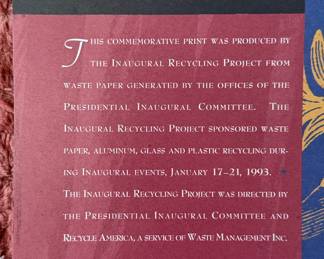 This commemorative print was produced by
the Inaugural Recycling Project from
waste paper generated by the offices of the
Presidential Inaugural Committee. The
Inaugural Recycling Project sponsored waste
paper, aluminum, glass and plastic recycling dur-
ing Inaugural events, January 17–21, 1993.
The Inaugural Recycling Project was directed by
the Presidential Inaugural Committee and
Recycle America, a service of Waste Management Inc.